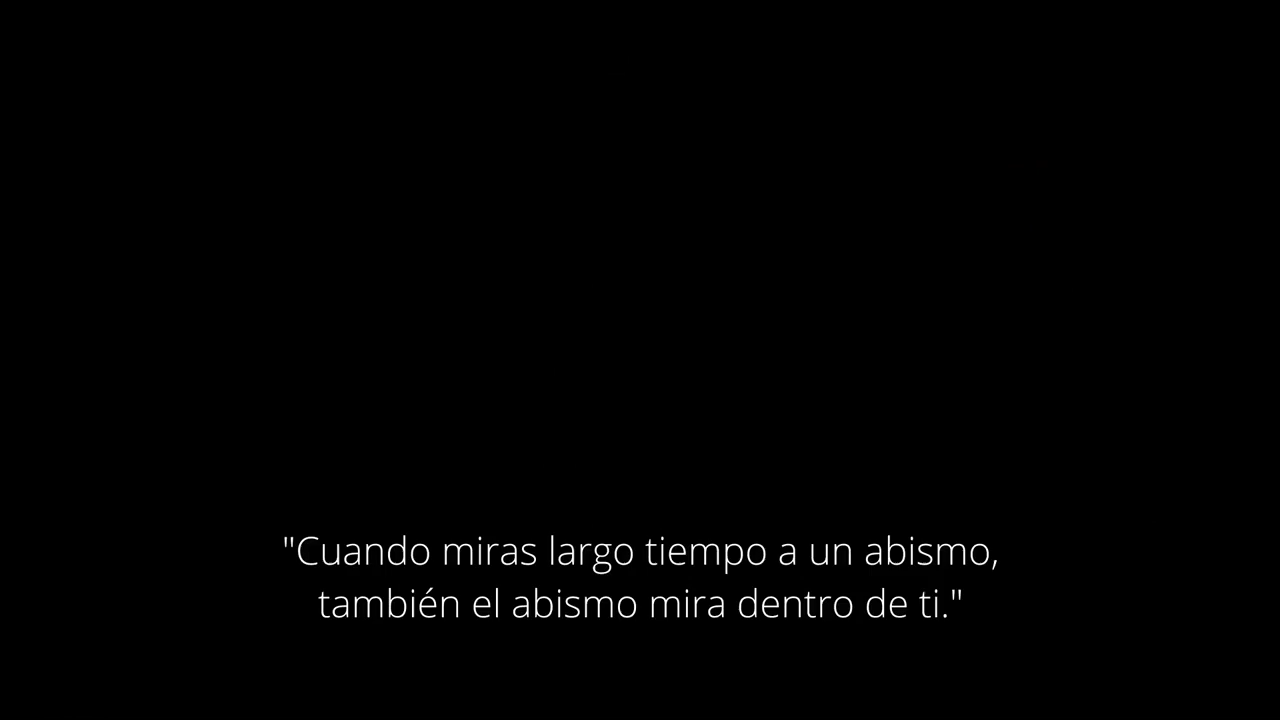 "Cuando miras largo tiempo a un abismo,
también el abismo mira dentro de ti."